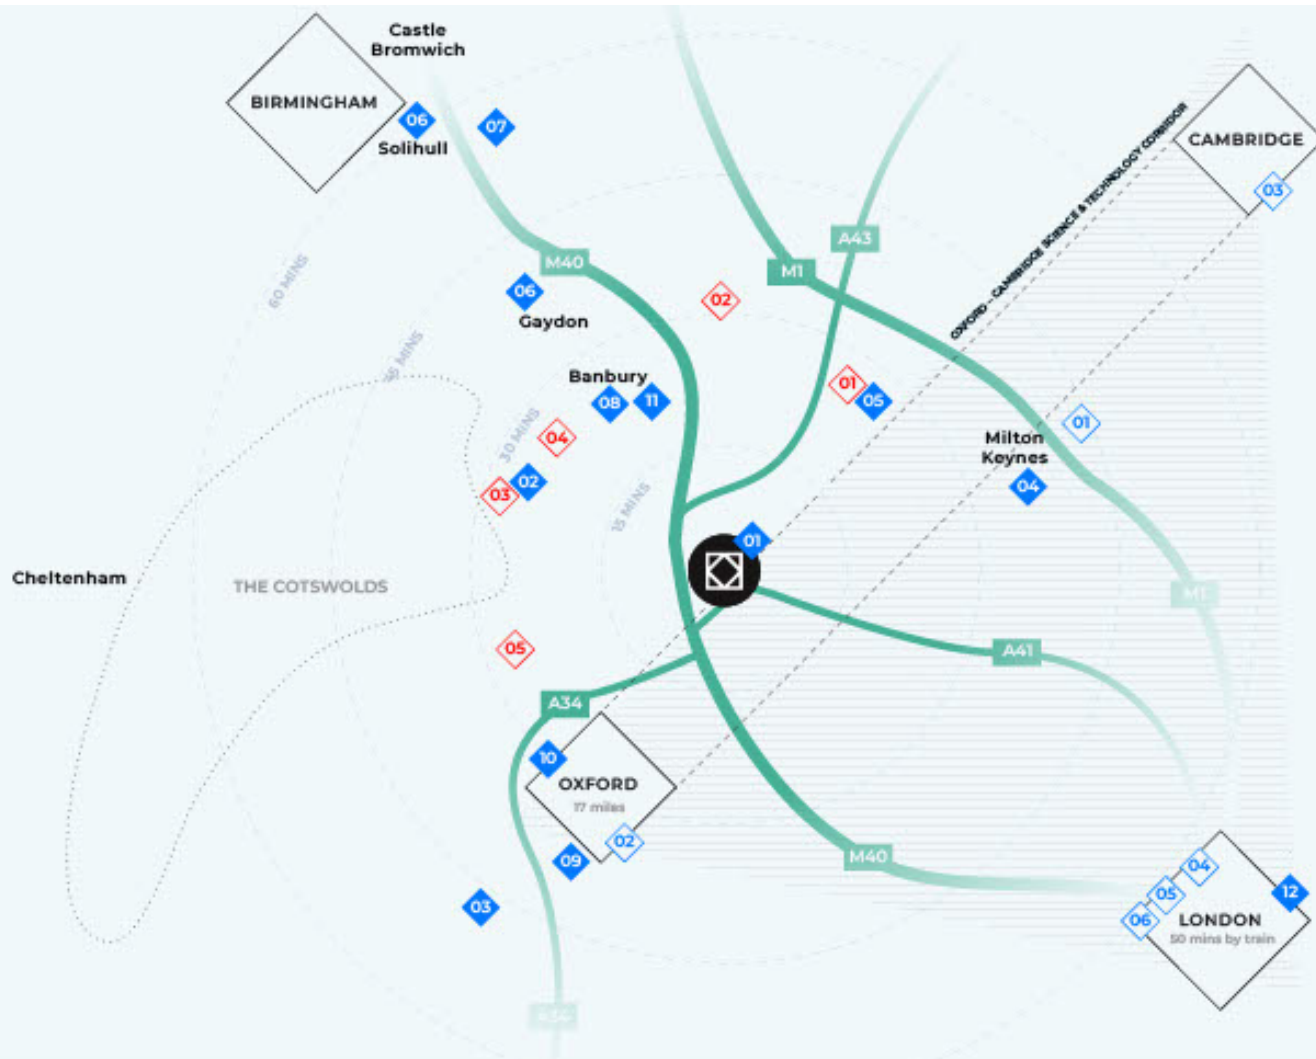 Castle
Bromwich
BIRMINGHAM
06
07
Solihull
CAMBRIDGE
03
OXFORD - CAMBRIDGE SCIENCE & TECHNOLOGY CORRIDOR
A43
M40
M1
60 MINS
06
02
Gaydon
45 MINS
Banbury
01
08
11
05
01
30 MINS
04
Milton
Keynes
02
03
04
15 MINS
01
Cheltenham
THE COTSWOLDS
M1
05
A41
A34
10
OXFORD
17 miles
02
09
M40
04
05
12
03
06
LONDON
50 mins by train
A34